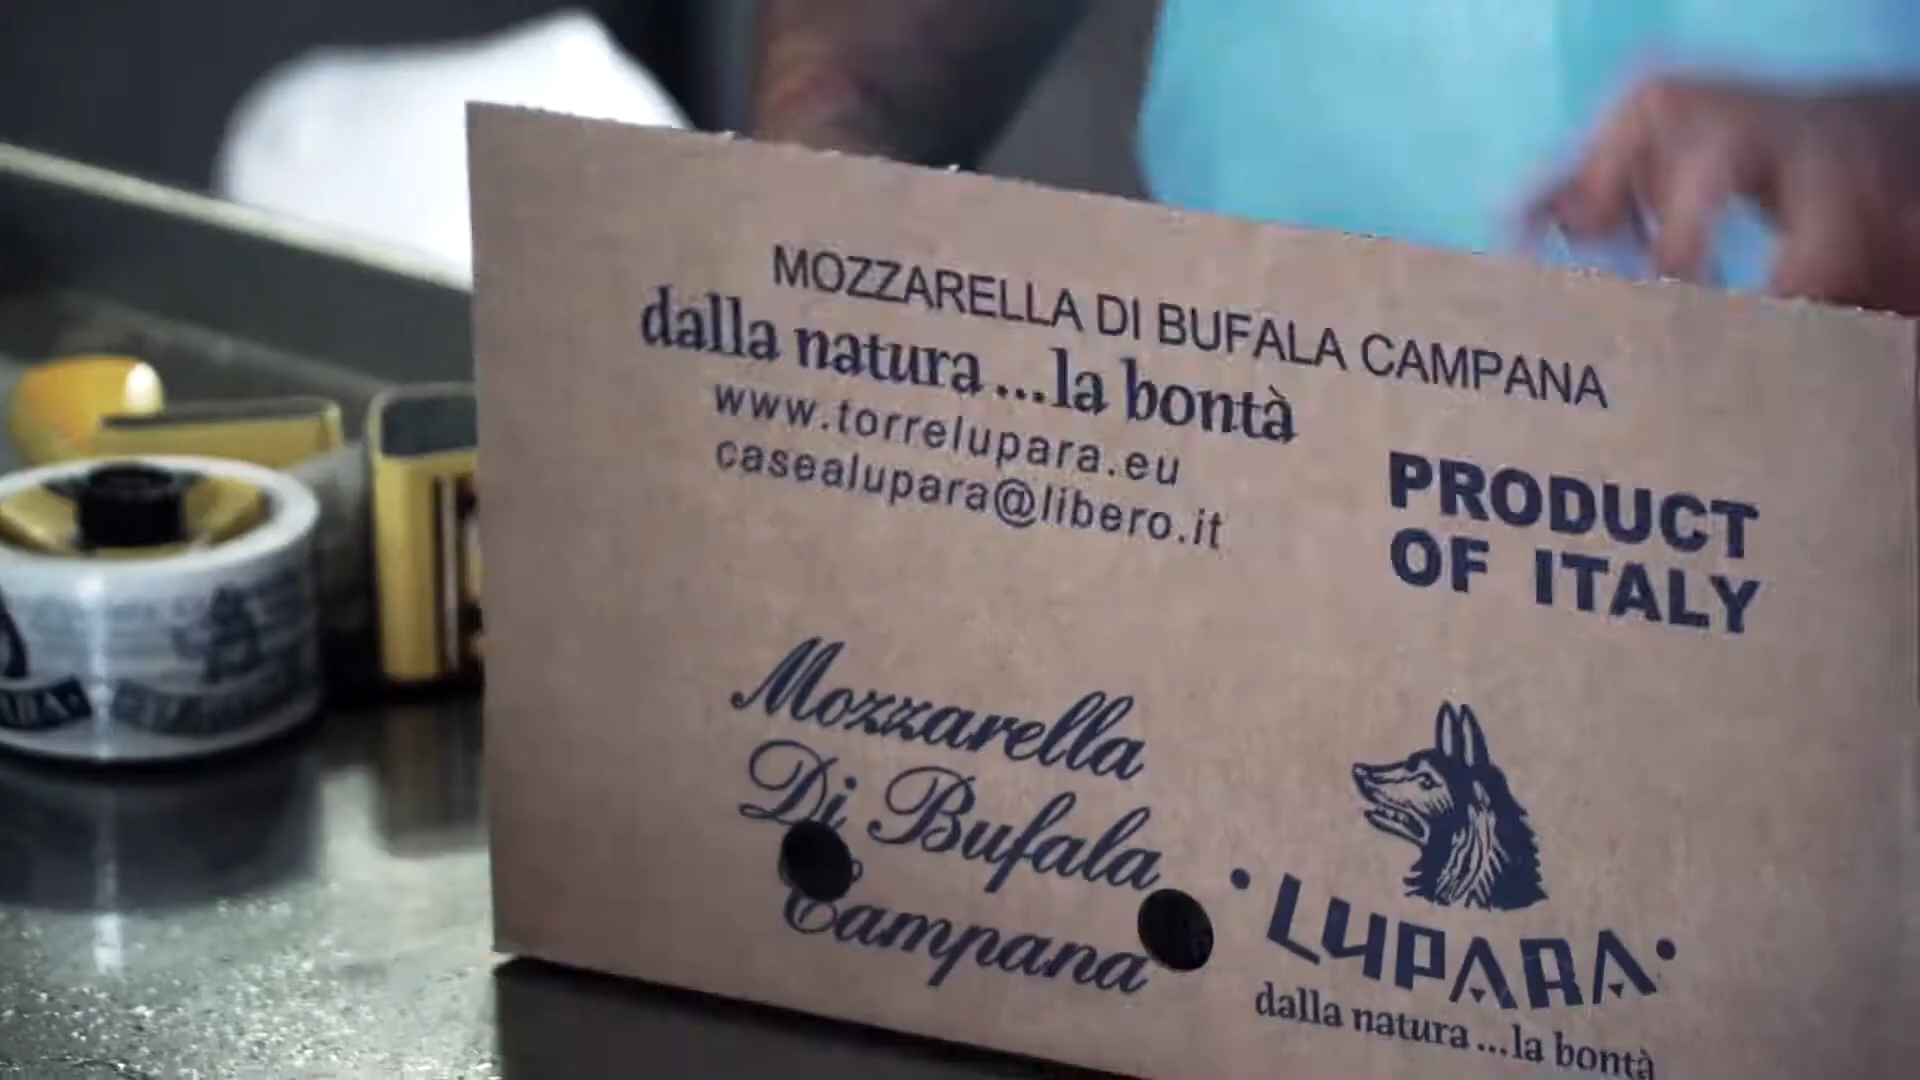 MOZZARELLA DI BUFALA CAMPANA
dalla natura...la bontà
www.torrelupara.eu
casealupara@libero.it
PRODUCT
OF ITALY
Mozzarella
Di Bufala
Campana
·LUPARA·
dalla natura...la bontà